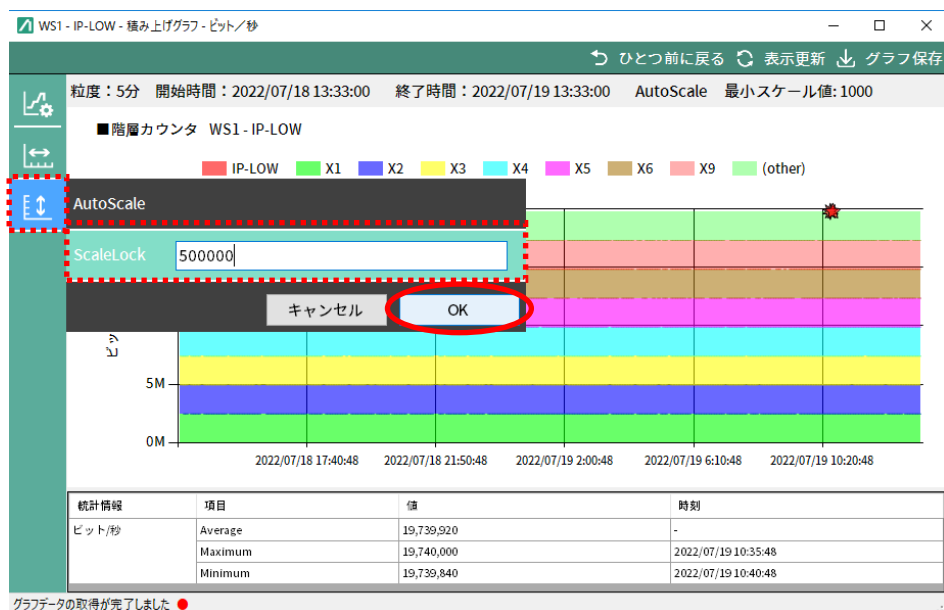 WS1 - IP-LOW - 積み上げグラフ - ビット／秒
ひとつ前に戻る 表示更新 グラフ保存
粒度：5分 開始時間：2022/07/18 13:33:00 終了時間：2022/07/19 13:33:00 AutoScale 最小スケール値: 1000
■階層カウンタ WS1 - IP-LOW
IP-LOW X1 X2 X3 X4 X5 X6 X9 (other)
AutoScale
ScaleLock 500000
キャンセル OK
ビッ
5M
0M
2022/07/18 17:40:48 2022/07/18 21:50:48 2022/07/19 2:00:48 2022/07/19 6:10:48 2022/07/19 10:20:48
統計情報 項目 値 時刻
ビット/秒 Average 19,739,920 -
Maximum 19,740,000 2022/07/19 10:35:48
Minimum 19,739,840 2022/07/19 10:40:48
グラフデータの取得が完了しました